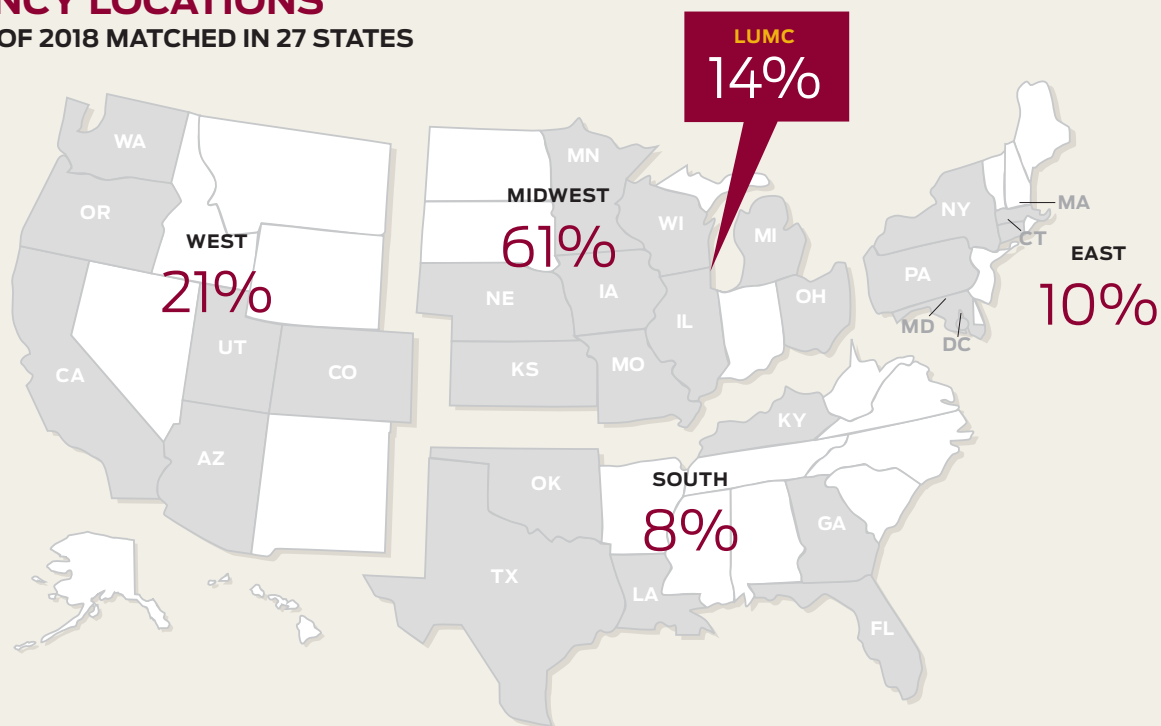 NCY LOCATIONS
OF 2018 MATCHED IN 27 STATES
LUMC
14%
WA
OR
WEST
21%
CA
UT
CO
AZ
MIDWEST
61%
MN
WI
MI
NE
IA
IL
OH
KS
MO
NY
MA
CT
PA
MD
DC
EAST
10%
KY
SOUTH
8%
OK
TX
LA
GA
FL